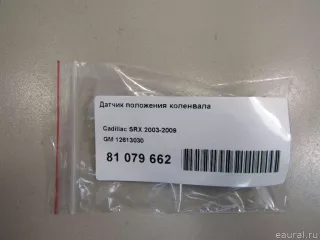 Датчик положения коленвала
Cadillac SRX 2003-2009
GM 12613030
81 079 662
© eaural.ru